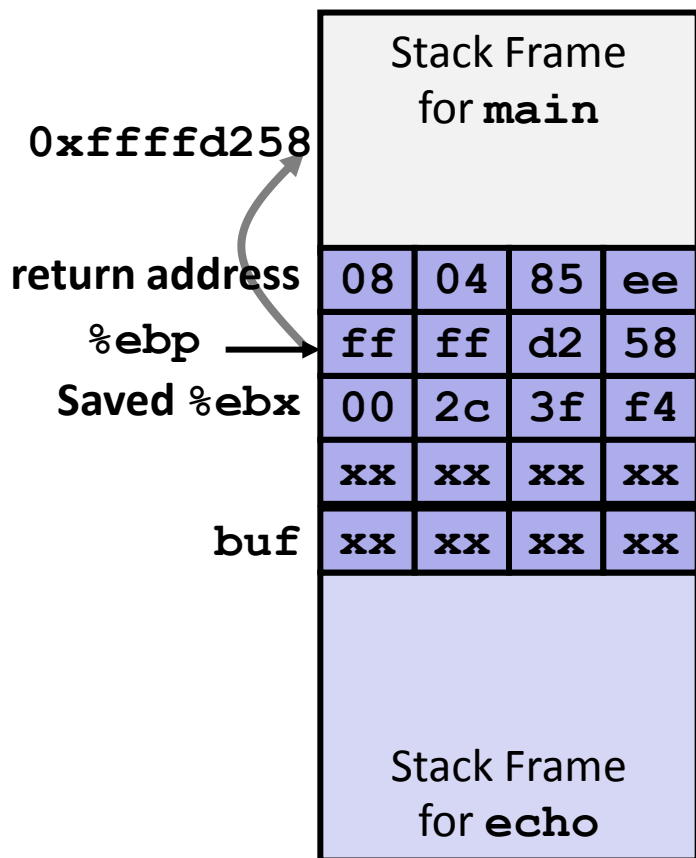 Stack Frame
for main
0xffffd258
return address 08 04 85 ee
%ebp ff ff d2 58
Saved %ebx 00 2c 3f f4
xx xx xx xx
buf xx xx xx xx
Stack Frame
for echo